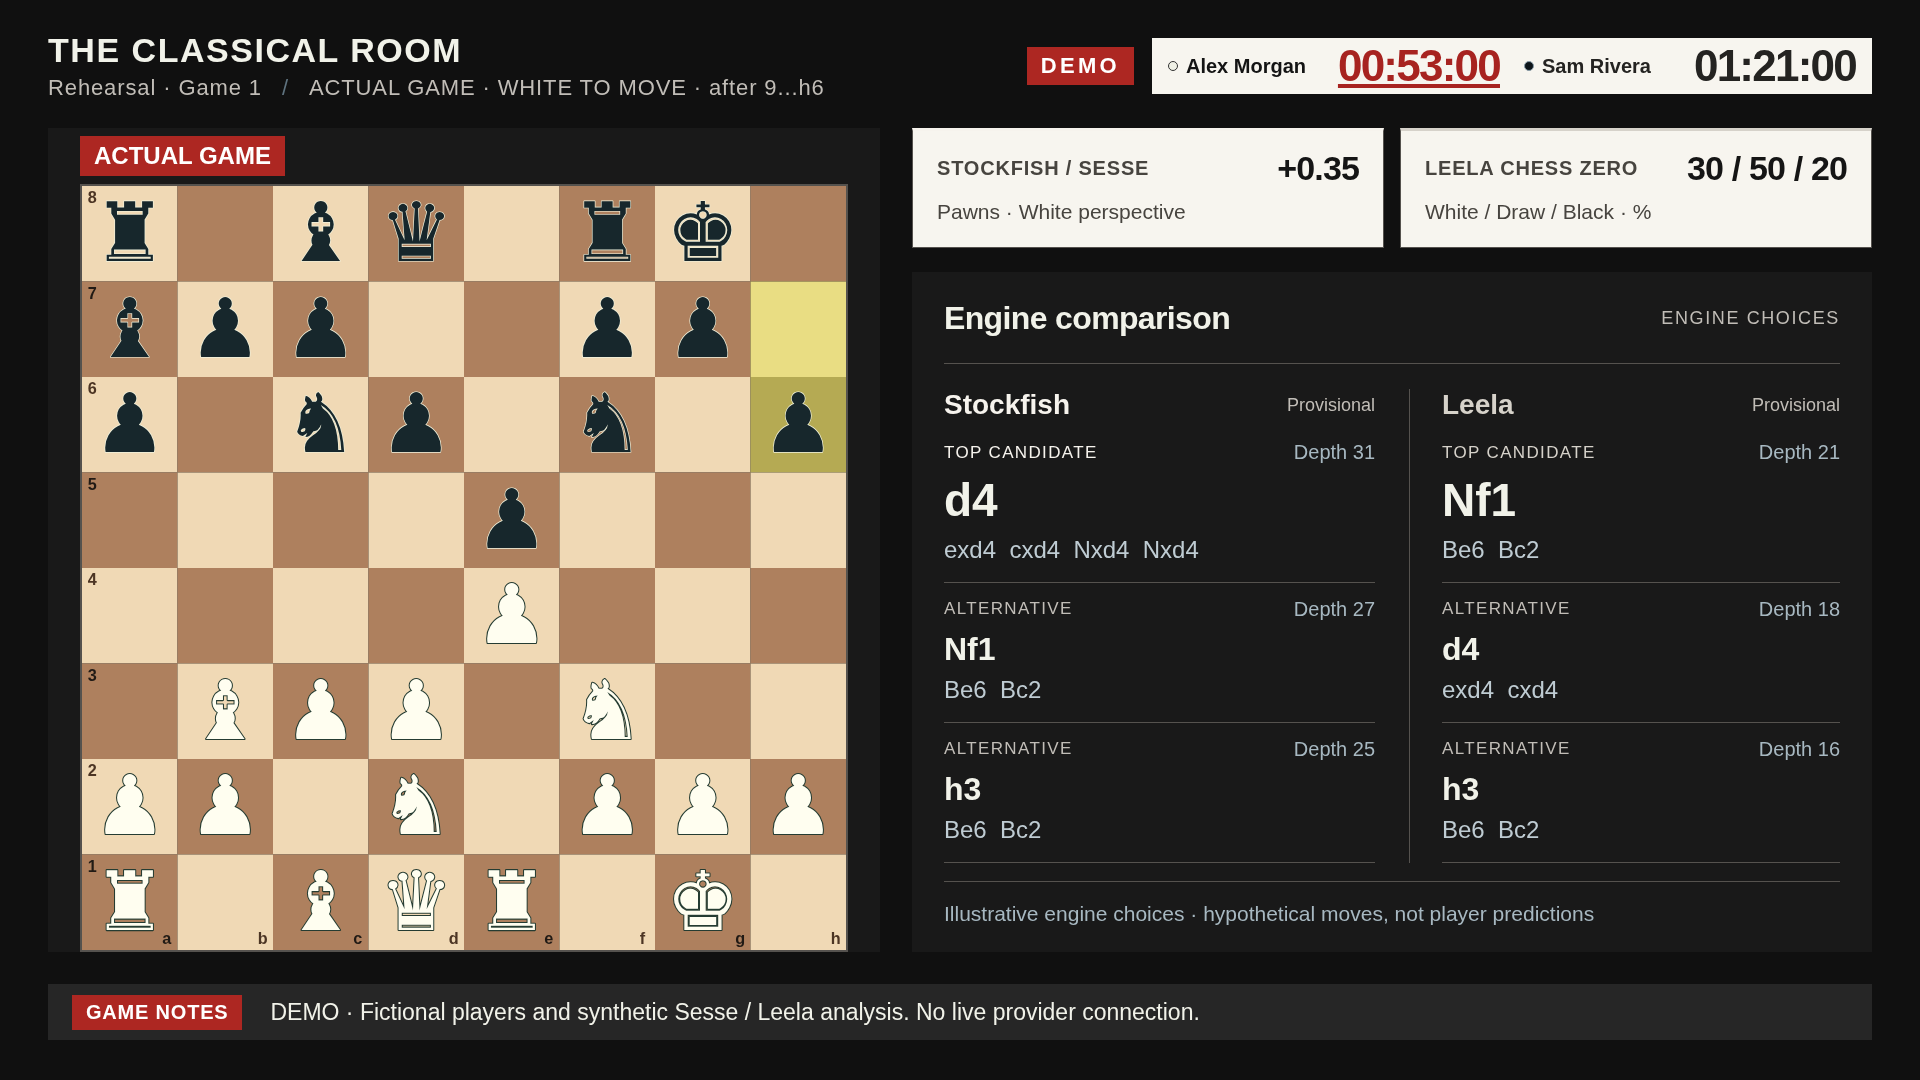 THE CLASSICAL ROOM
Rehearsal · Game 1 / ACTUAL GAME · WHITE TO MOVE · after 9...h6
DEMO
Alex Morgan 00:53:00 Sam Rivera 01:21:00
ACTUAL GAME
8
7
6
5
4
3
2
1
a b c d e f g h
STOCKFISH / SESSE +0.35
Pawns · White perspective
LEELA CHESS ZERO 30 / 50 / 20
White / Draw / Black · %
Engine comparison ENGINE CHOICES
Stockfish Provisional
TOP CANDIDATE Depth 31
d4
exd4 cxd4 Nxd4 Nxd4
ALTERNATIVE Depth 27
Nf1
Be6 Bc2
ALTERNATIVE Depth 25
h3
Be6 Bc2
Leela Provisional
TOP CANDIDATE Depth 21
Nf1
Be6 Bc2
ALTERNATIVE Depth 18
d4
exd4 cxd4
ALTERNATIVE Depth 16
h3
Be6 Bc2
Illustrative engine choices · hypothetical moves, not player predictions
GAME NOTES DEMO · Fictional players and synthetic Sesse / Leela analysis. No live provider connection.